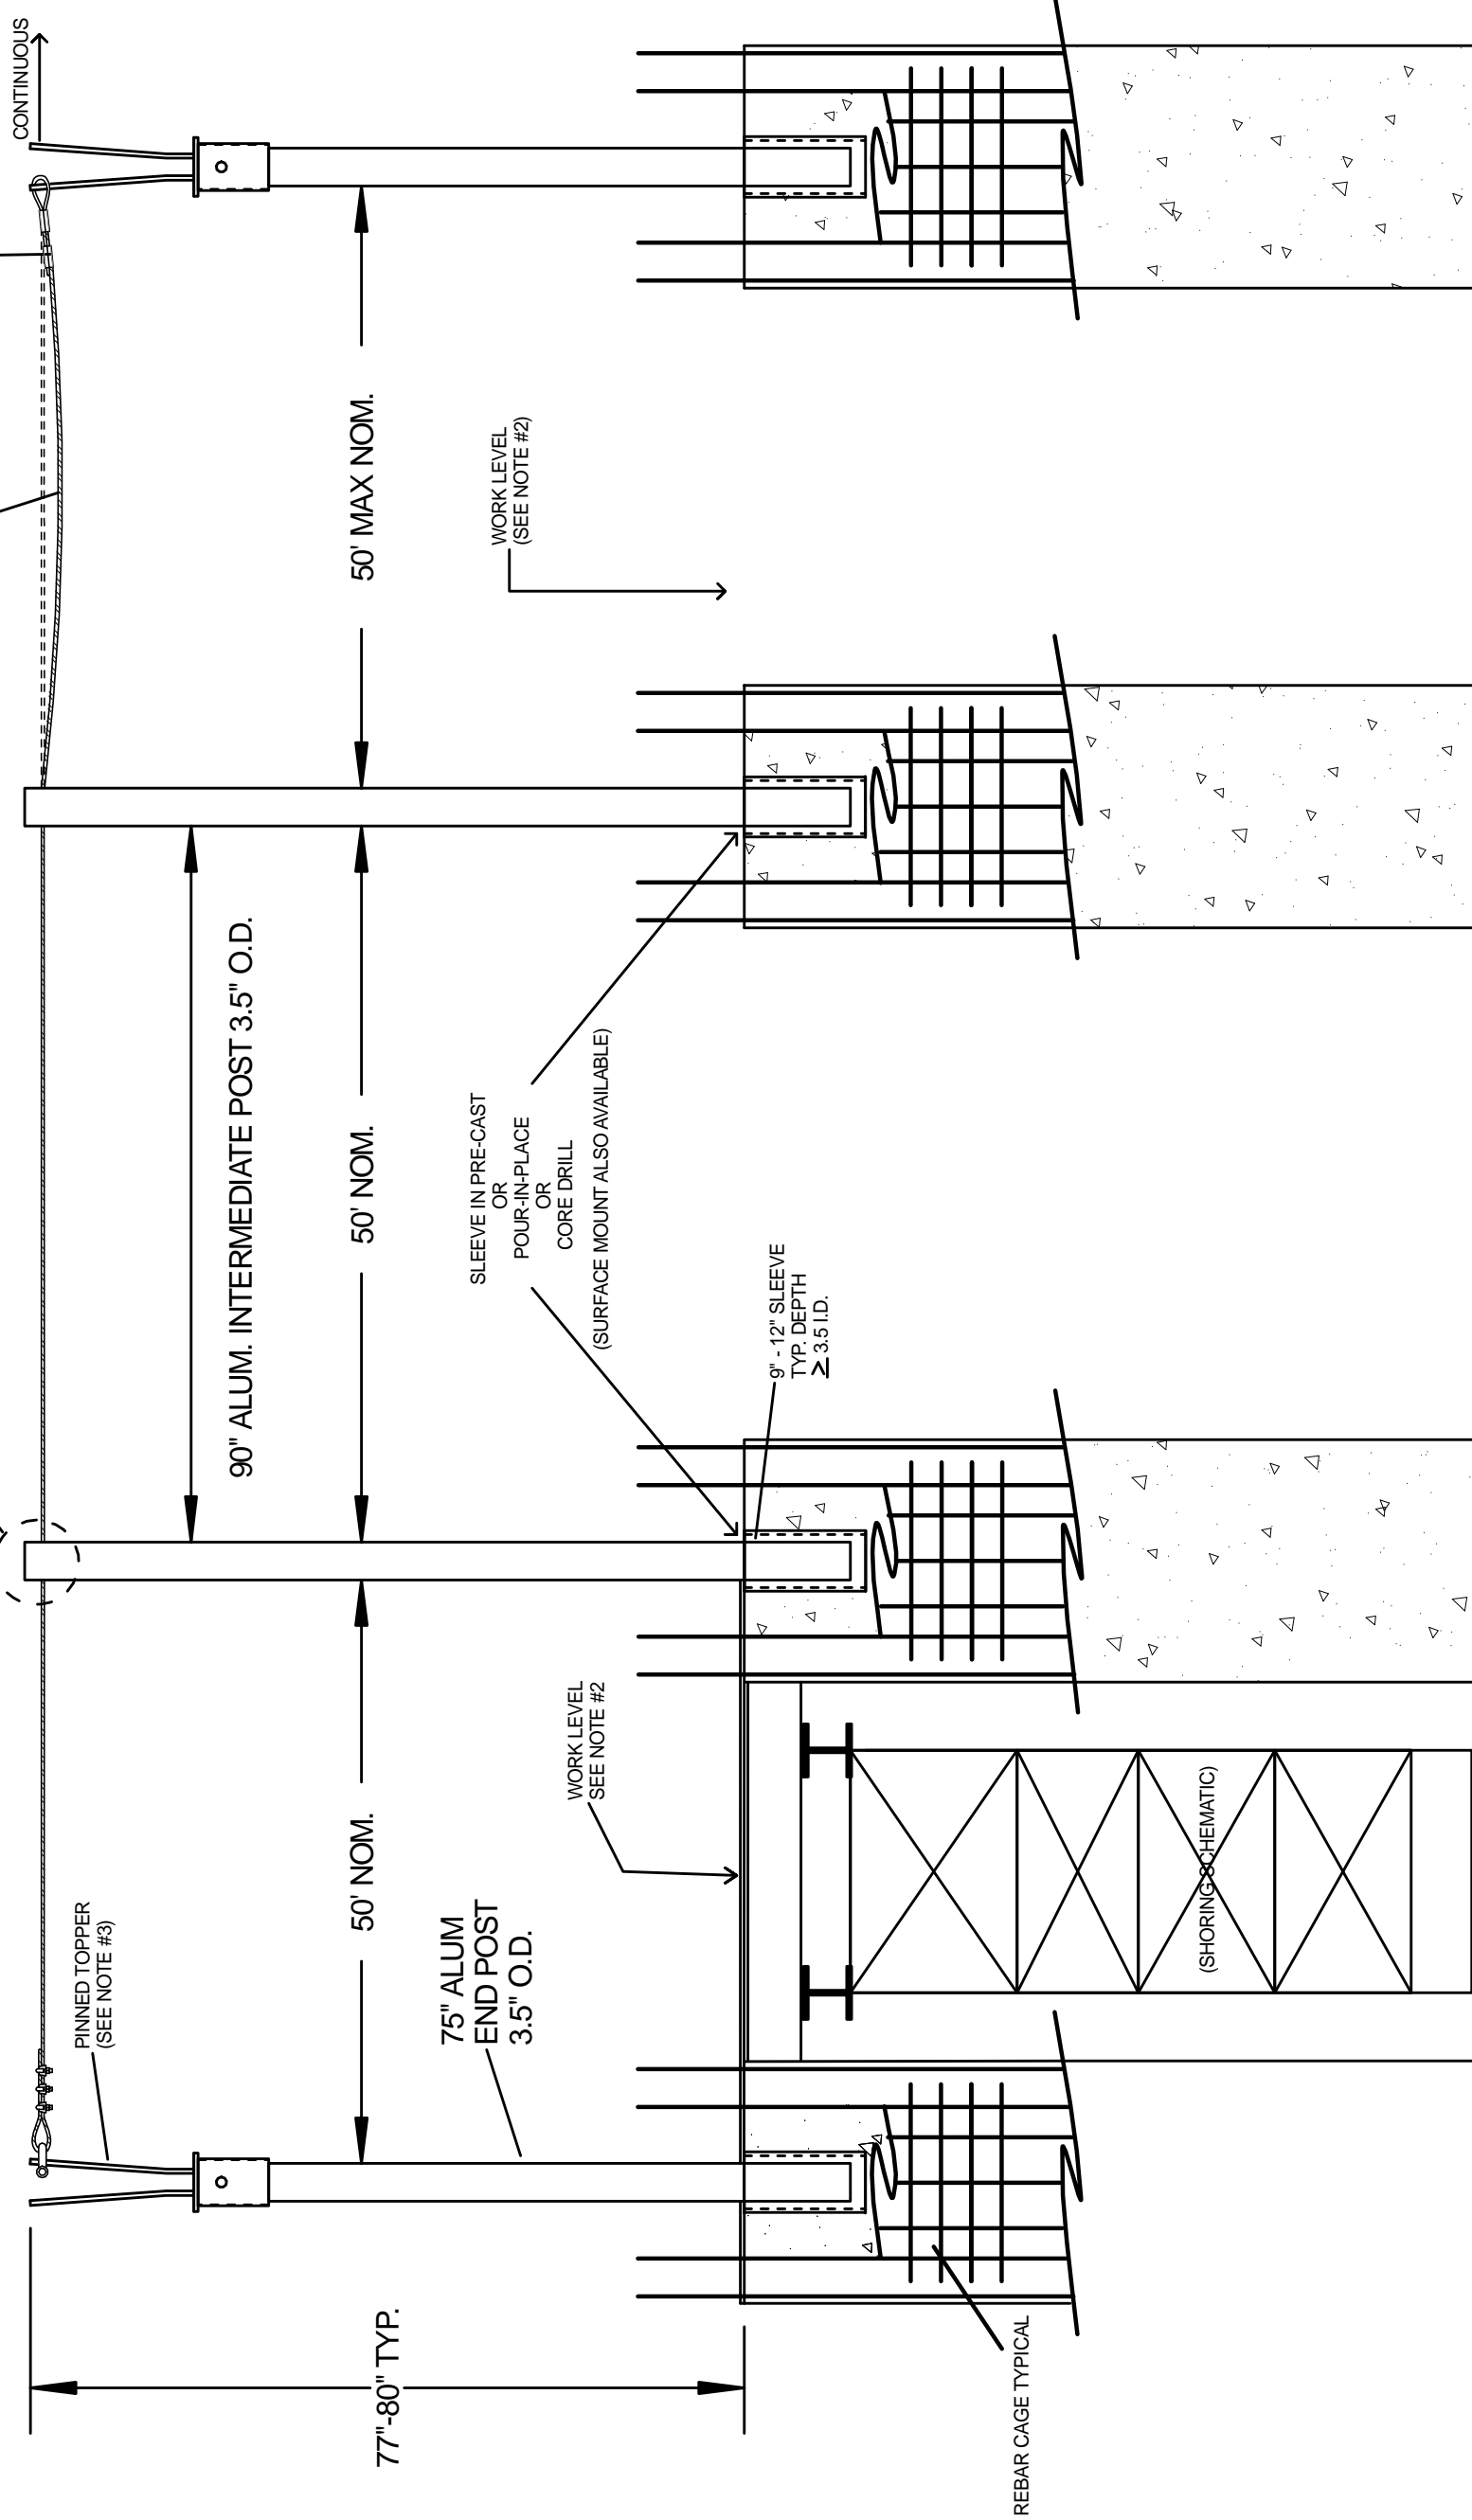 CONTINUOUS
PINNED TOPPER
(SEE NOTE #3)
90" ALUM. INTERMEDIATE POST 3.5" O.D.
50' NOM.
50' NOM.
50' MAX NOM.
77"-80" TYP.
75" ALUM
END POST
3.5" O.D.
SLEEVE IN PRE-CAST
OR
POUR-IN-PLACE
OR
CORE DRILL
(SURFACE MOUNT ALSO AVAILABLE)
WORK LEVEL
(SEE NOTE #2)
WORK LEVEL
SEE NOTE #2
9" - 12" SLEEVE
TYP. DEPTH
≥ 3.5 I.D.
REBAR CAGE TYPICAL
(SHORING SCHEMATIC)